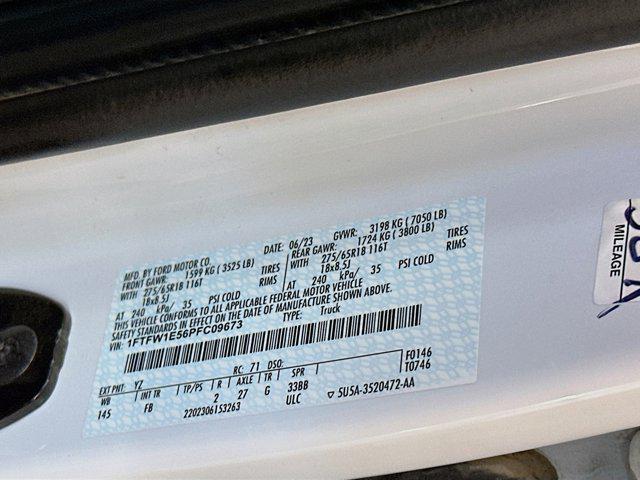 MFD. BY FORD MOTOR CO.
DATE: 06/23 GVWR: 3198 KG (7050 LB)
FRONT GAWR: 1599 KG (3525 LB) REAR GAWR: 1724 KG (3800 LB)
WITH 275/65R18 116T TIRES WITH 275/65R18 116T TIRES
18x8.5J RIMS 18x8.5J RIMS
AT 240 kPa/ 35 PSI COLD AT 240 kPa/ 35 PSI COLD
THIS VEHICLE CONFORMS TO ALL APPLICABLE FEDERAL MOTOR VEHICLE
SAFETY STANDARDS IN EFFECT ON THE DATE OF MANUFACTURE SHOWN ABOVE.
VIN: 1FTFW1E56PFC09673 TYPE: Truck
EXT PNT: YZ RC: 71 DSO: F0146
WB INT TR TP/PS R AXLE TR SPR T0746
145 FB 2 27 G 33BB
2202306153263 ULC ▽ 5U5A-3520472-AA
MILEAGE